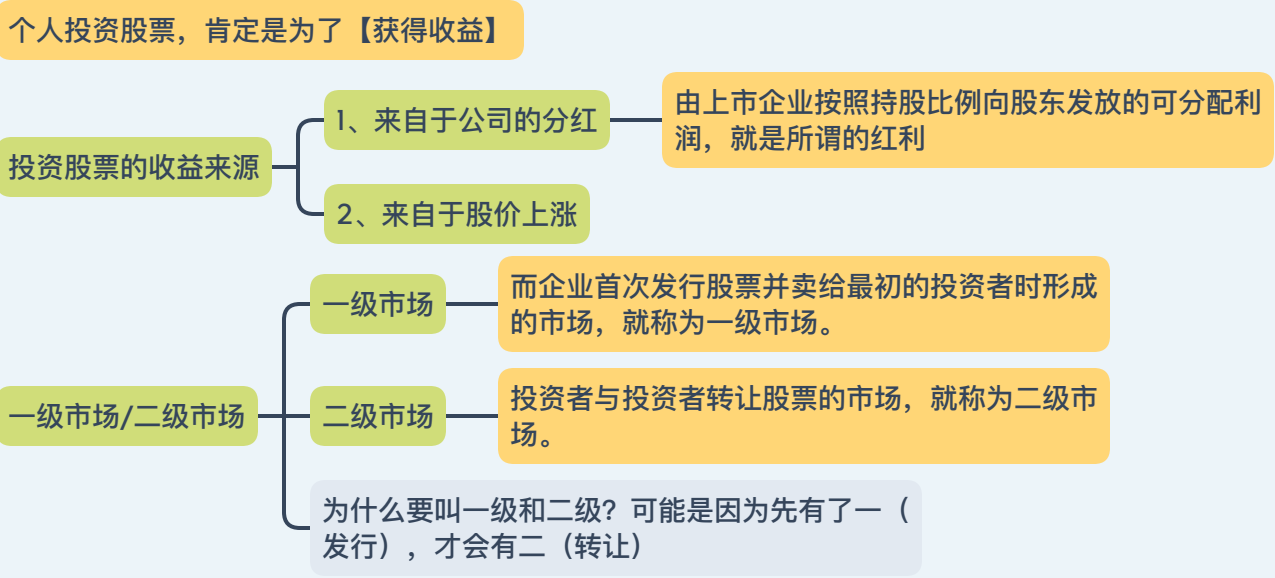 个人投资股票，肯定是为了【获得收益】
投资股票的收益来源
1、来自于公司的分红
由上市企业按照持股比例向股东发放的可分配利
润，就是所谓的红利
2、来自于股价上涨
一级市场/二级市场
一级市场
而企业首次发行股票并卖给最初的投资者时形成
的市场，就称为一级市场。
二级市场
投资者与投资者转让股票的市场，就称为二级市
场。
为什么要叫一级和二级？可能是因为先有了一（
发行），才会有二（转让）